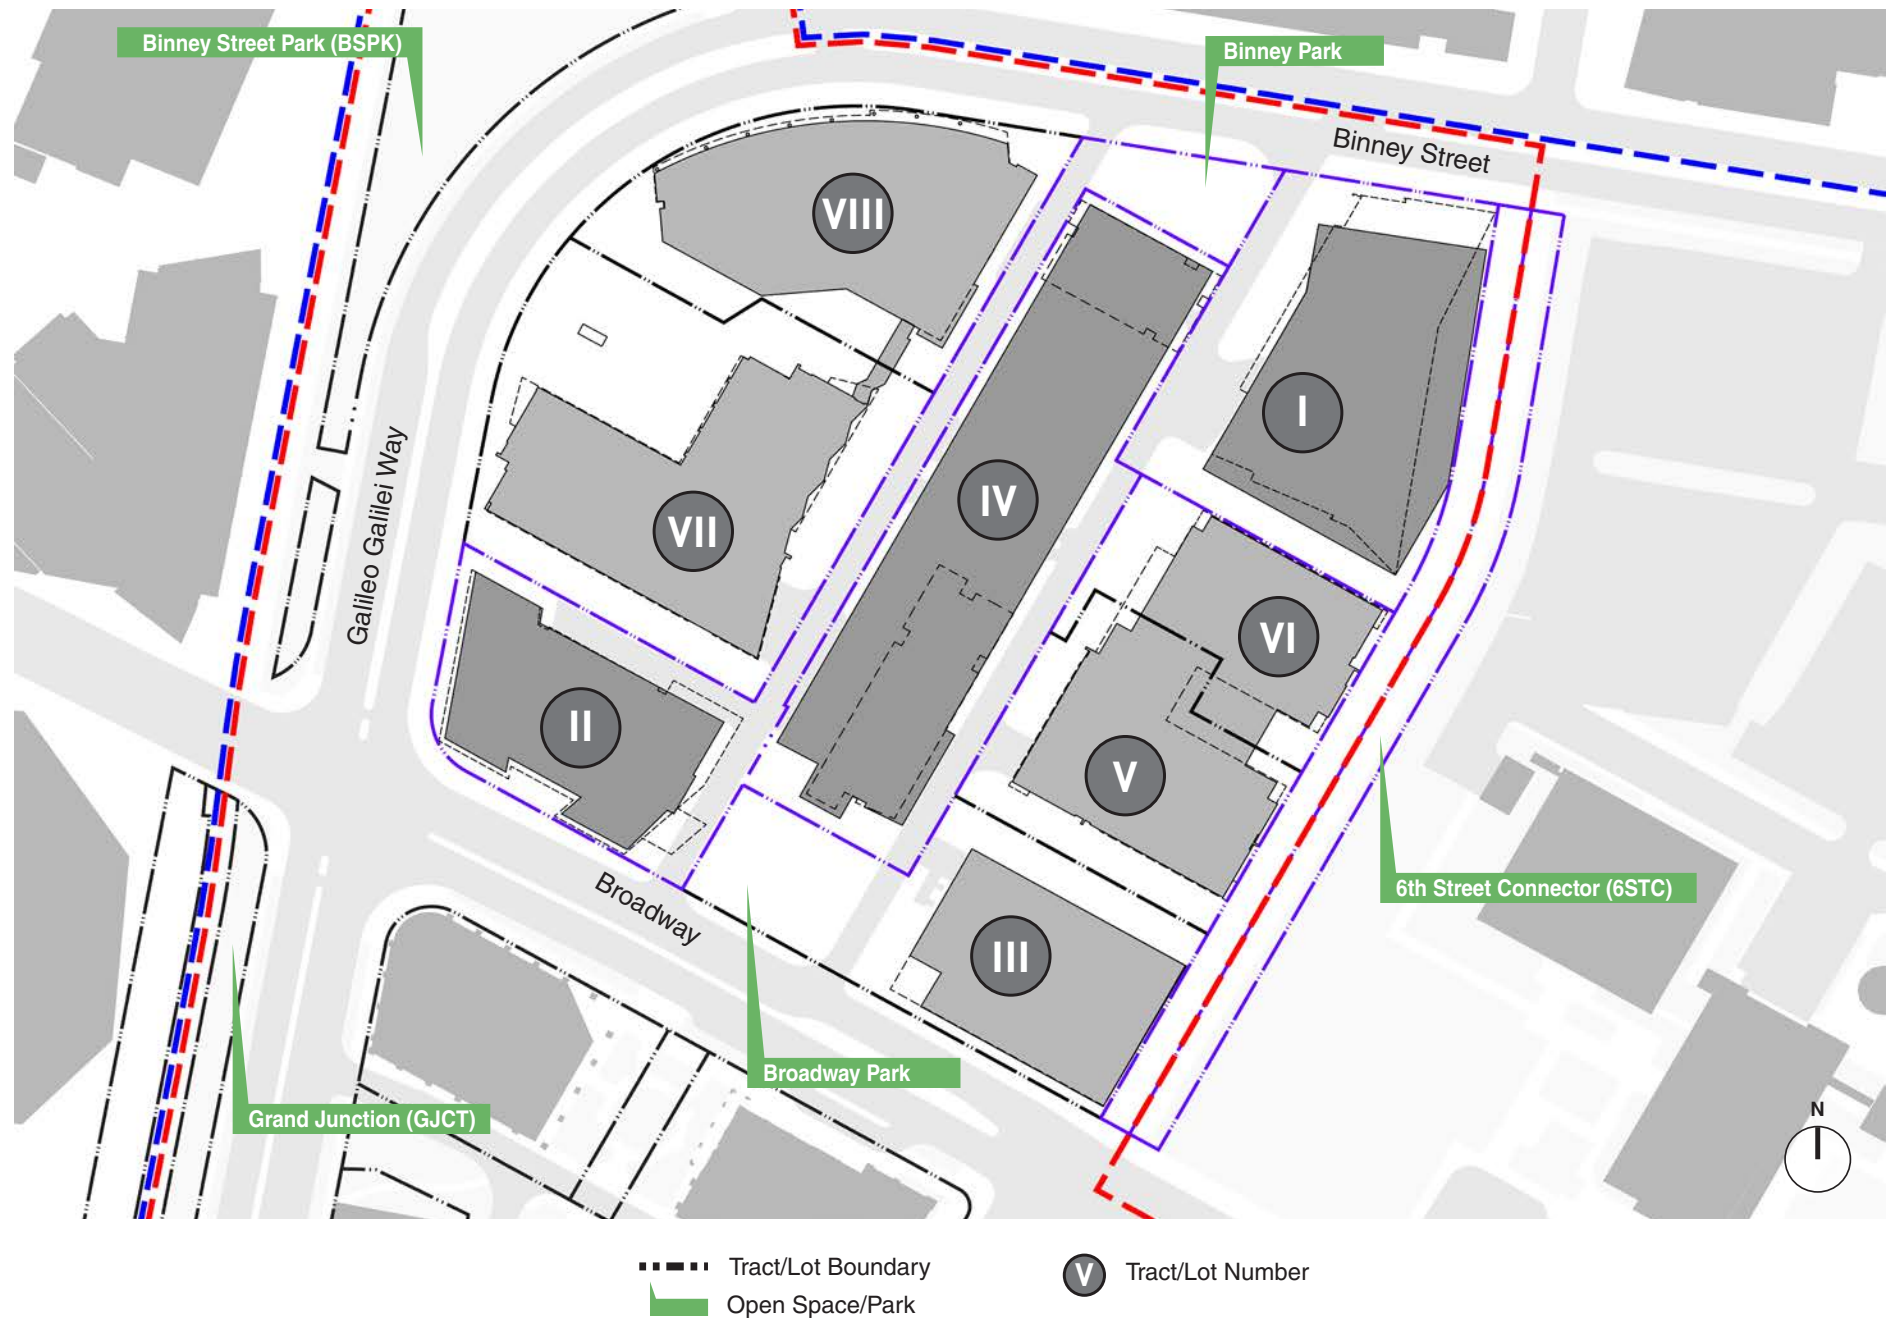 Binney Street Park (BSPK)
Binney Park
Binney Street
VIII
I
IV
Galileo Galilei Way
VII
VI
II
V
6th Street Connector (6STC)
Broadway
III
Broadway Park
Grand Junction (GJCT)
N
Tract/Lot Boundary
V Tract/Lot Number
Open Space/Park